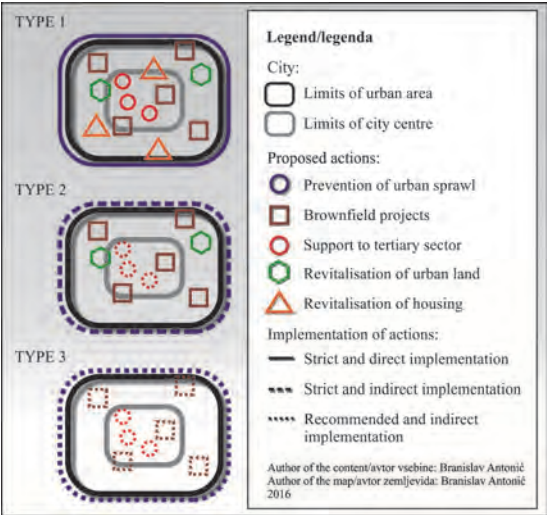 TYPE 1
TYPE 2
TYPE 3
Legend/legenda
City:
Limits of urban area
Limits of city centre
Proposed actions:
Prevention of urban sprawl
Brownfield projects
Support to tertiary sector
Revitalisation of urban land
Revitalisation of housing
Implementation of actions:
Strict and direct implementation
Strict and indirect implementation
Recommended and indirect
implementation
Author of the content/avtor vsebine: Branislav Antonić
Author of the map/avtor zemljevida: Branislav Antonić
2016